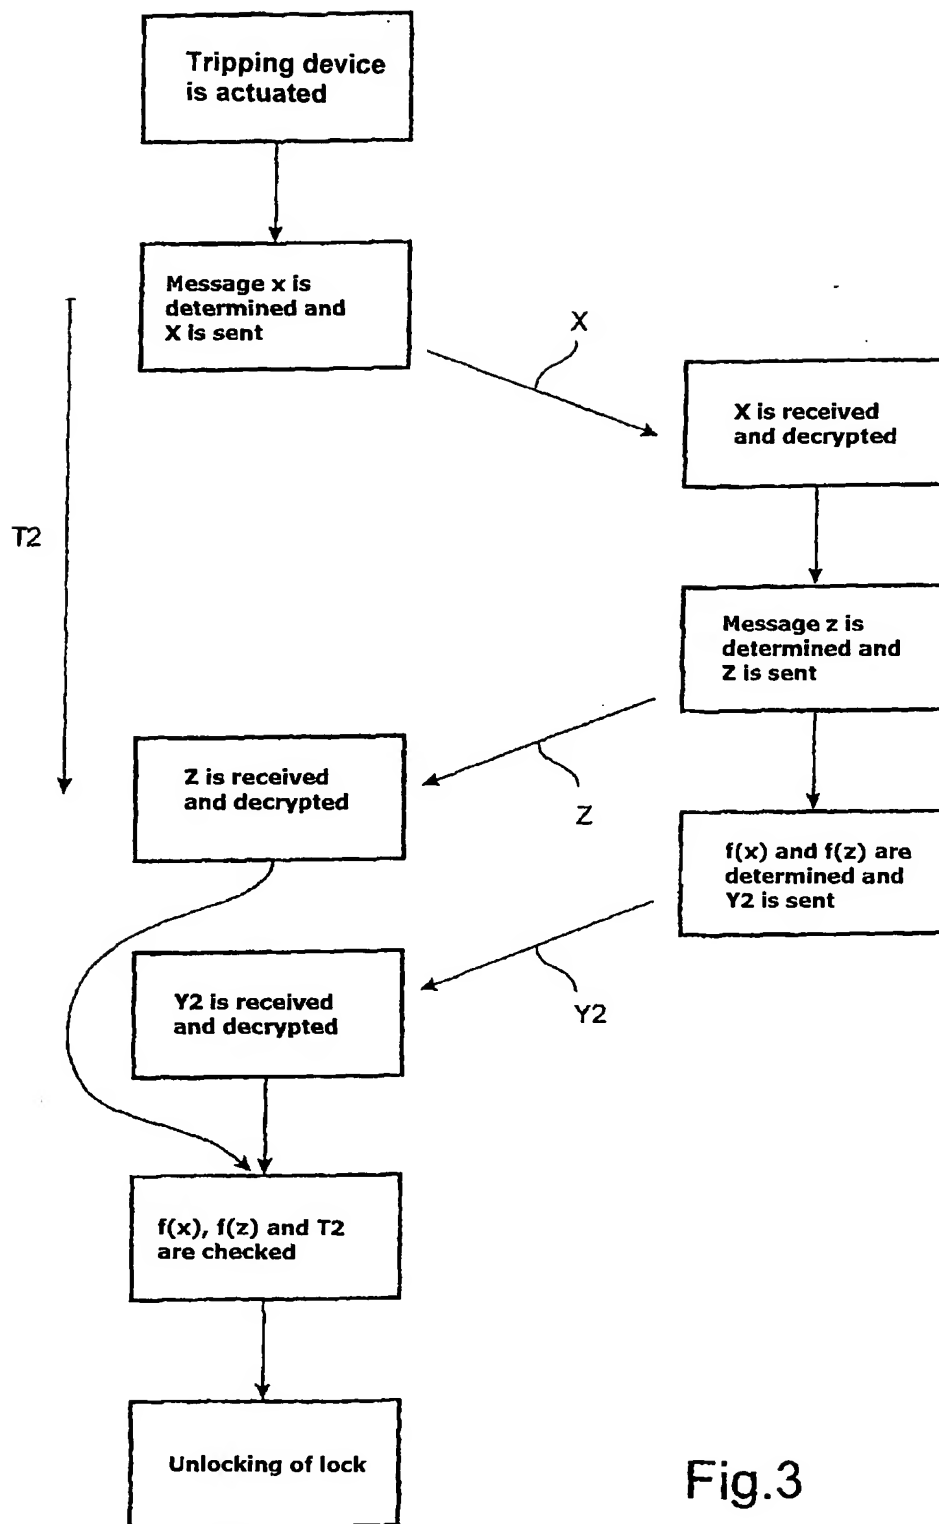 Tripping device
is actuated
Message x is
determined and
X is sent
X
X is received
and decrypted
T2
Message z is
determined and
Z is sent
Z is received
and decrypted
Z
f(x) and f(z) are
determined and
Y2 is sent
Y2 is received
and decrypted
Y2
f(x), f(z) and T2
are checked
Unlocking of lock
Fig.3